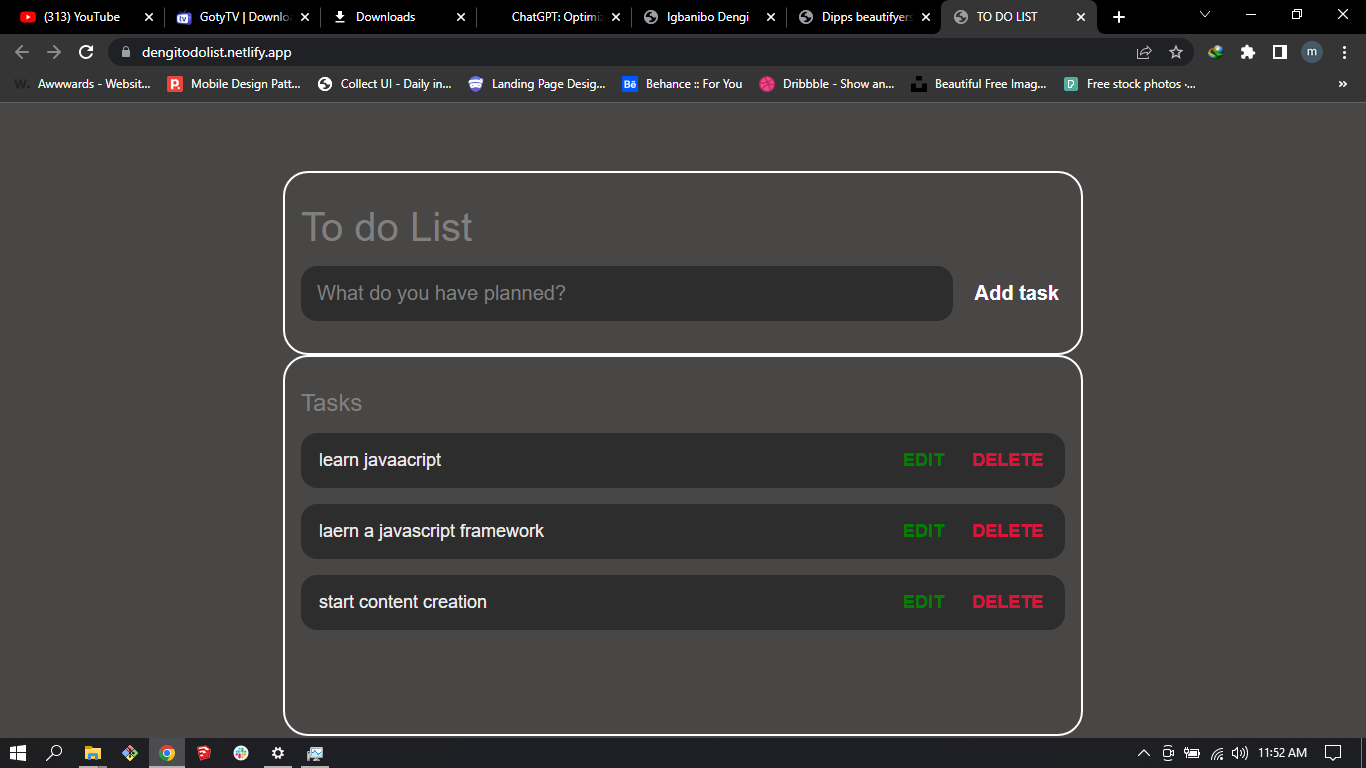 (313) YouTube
GotyTV | Downlo
Downloads
ChatGPT: Optimiz
Igbanibo Dengi
Dipps beautifyers
TO DO LIST
dengitodolist.netlify.app
m
W. Awwwards - Websit...
Mobile Design Patt...
Collect UI - Daily in...
Landing Page Desig...
Bē Behance :: For You
Dribbble - Show an...
Beautiful Free Imag...
Free stock photos ·...
»
To do List
What do you have planned?
Add task
Tasks
learn javaacript EDIT DELETE
laern a javascript framework EDIT DELETE
start content creation EDIT DELETE
11:52 AM